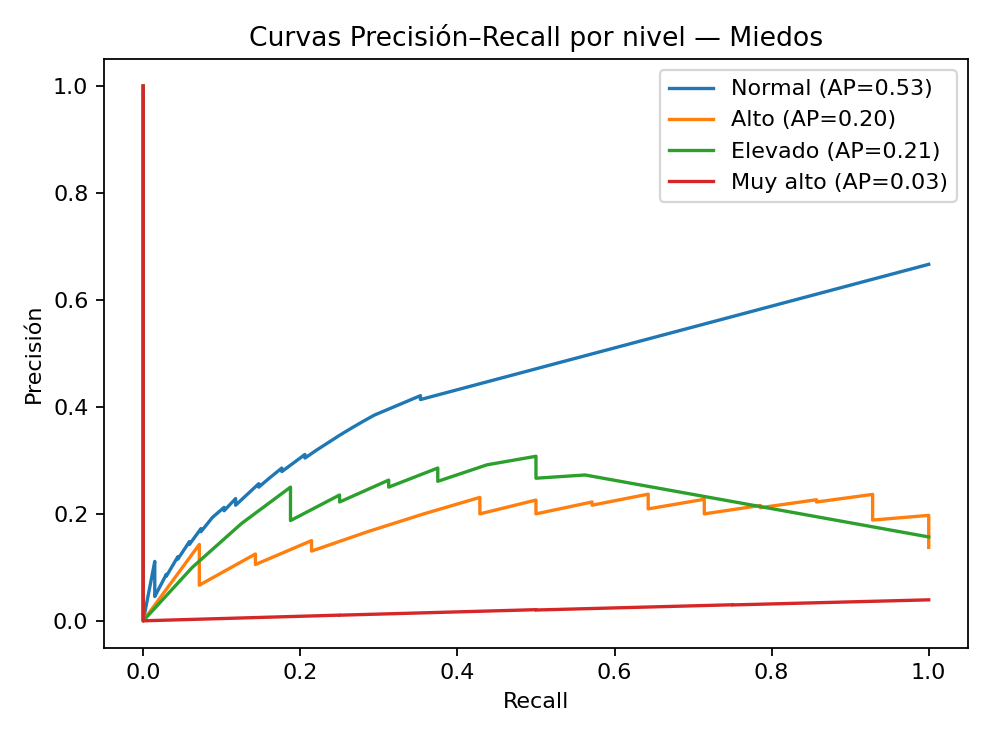 Curvas Precisión–Recall por nivel — Miedos
Normal (AP=0.53)
Alto (AP=0.20)
Elevado (AP=0.21)
Muy alto (AP=0.03)
Precisión
1.0
0.8
0.6
0.4
0.2
0.0
0.0 0.2 0.4 0.6 0.8 1.0
Recall